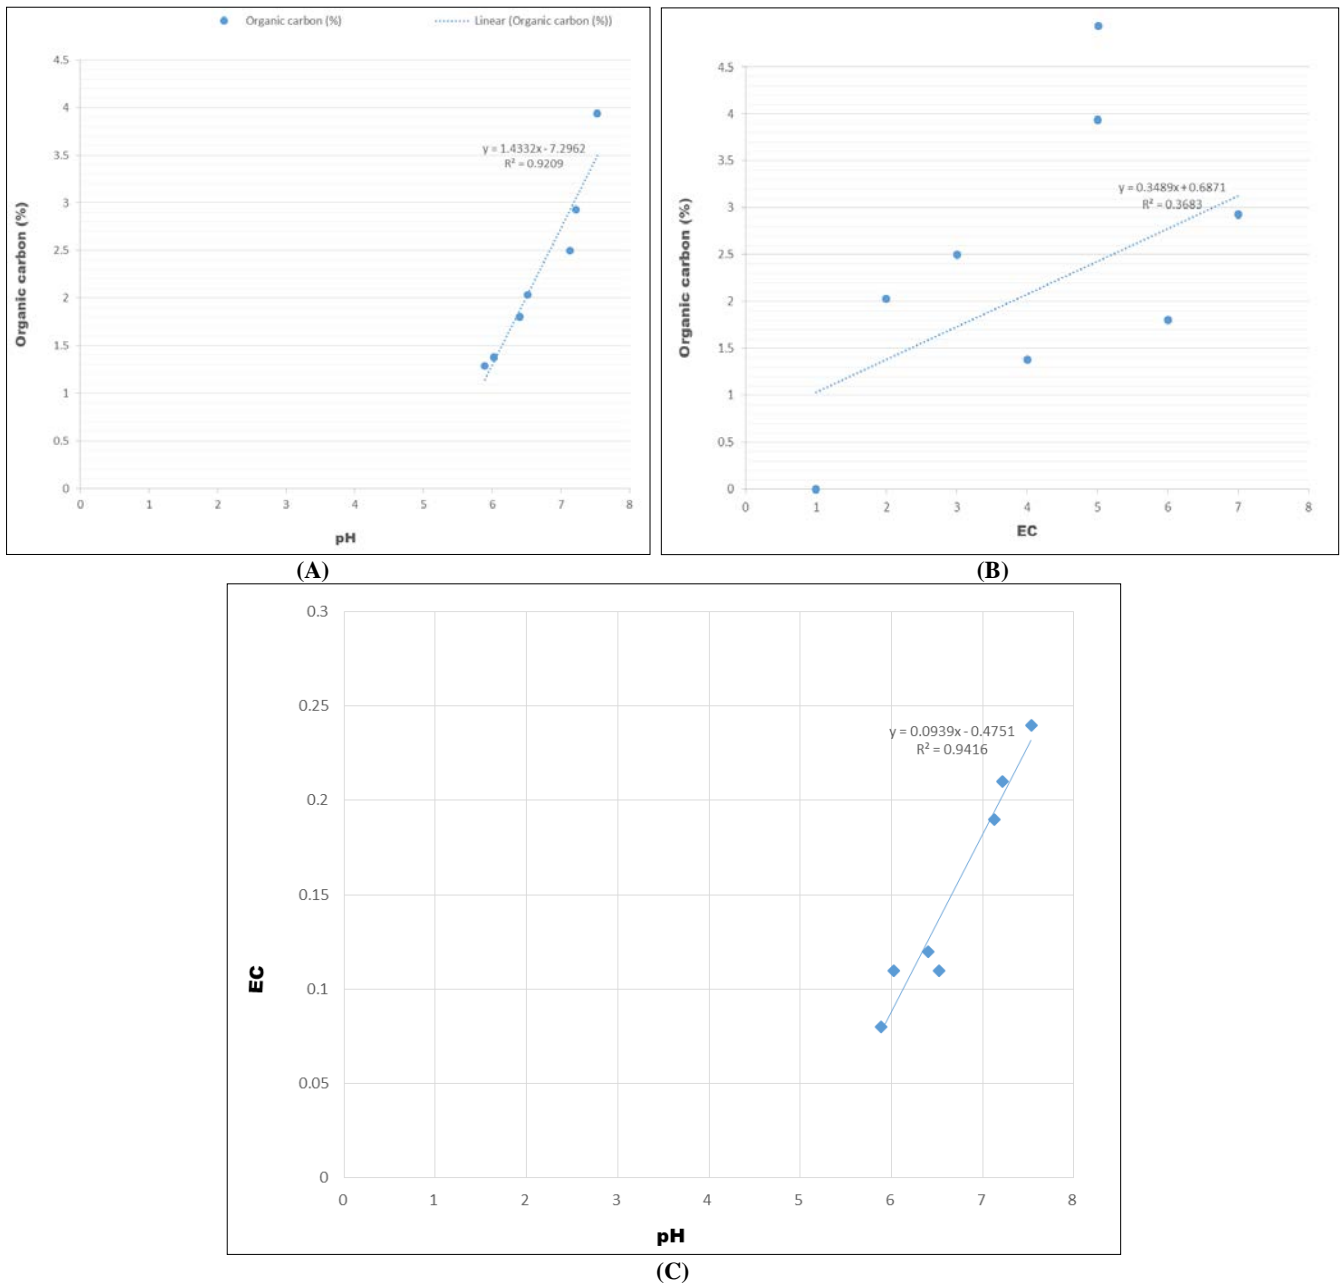 Organic carbon (%)
Linear (Organic carbon (%))
4.5
4
3.5
3
2.5
2
1.5
1
0.5
0
Organic carbon (%)
y = 1.4332x - 7.2962
R² = 0.9209
0 1 2 3 4 5 6 7 8
pH
(A)
4.5
4
3.5
3
2.5
2
1.5
1
0.5
0
Organic carbon (%)
y = 0.3489x + 0.6871
R² = 0.3683
0 1 2 3 4 5 6 7 8
EC
(B)
0.3
0.25
0.2
0.15
0.1
0.05
0
EC
y = 0.0939x - 0.4751
R² = 0.9416
0 1 2 3 4 5 6 7 8
pH
(C)